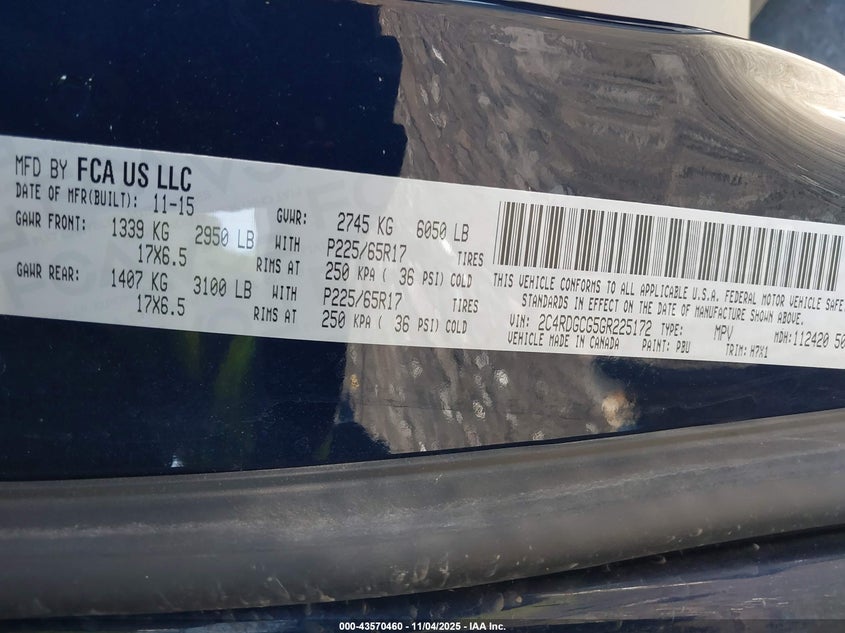 MFD BY FCA US LLC
DATE OF MFR(BUILT): 11-15
GVWR: 2745 KG 6050 LB
GAWR FRONT: 1339 KG 2950 LB WITH P225/65R17 TIRES
17X6.5 RIMS AT 250 KPA ( 36 PSI) COLD
GAWR REAR: 1407 KG 3100 LB WITH P225/65R17 TIRES
17X6.5 RIMS AT 250 KPA ( 36 PSI) COLD
THIS VEHICLE CONFORMS TO ALL APPLICABLE U.S.A. FEDERAL MOTOR VEHICLE SAFE
STANDARDS IN EFFECT ON THE DATE OF MANUFACTURE SHOWN ABOVE.
VIN: 2C4RDGCG5GR225172 TYPE: MPV MDH:112420 50
VEHICLE MADE IN CANADA PAINT: PBU TRIM: H7X1
000-43570460 - 11/04/2025 - IAA Inc.